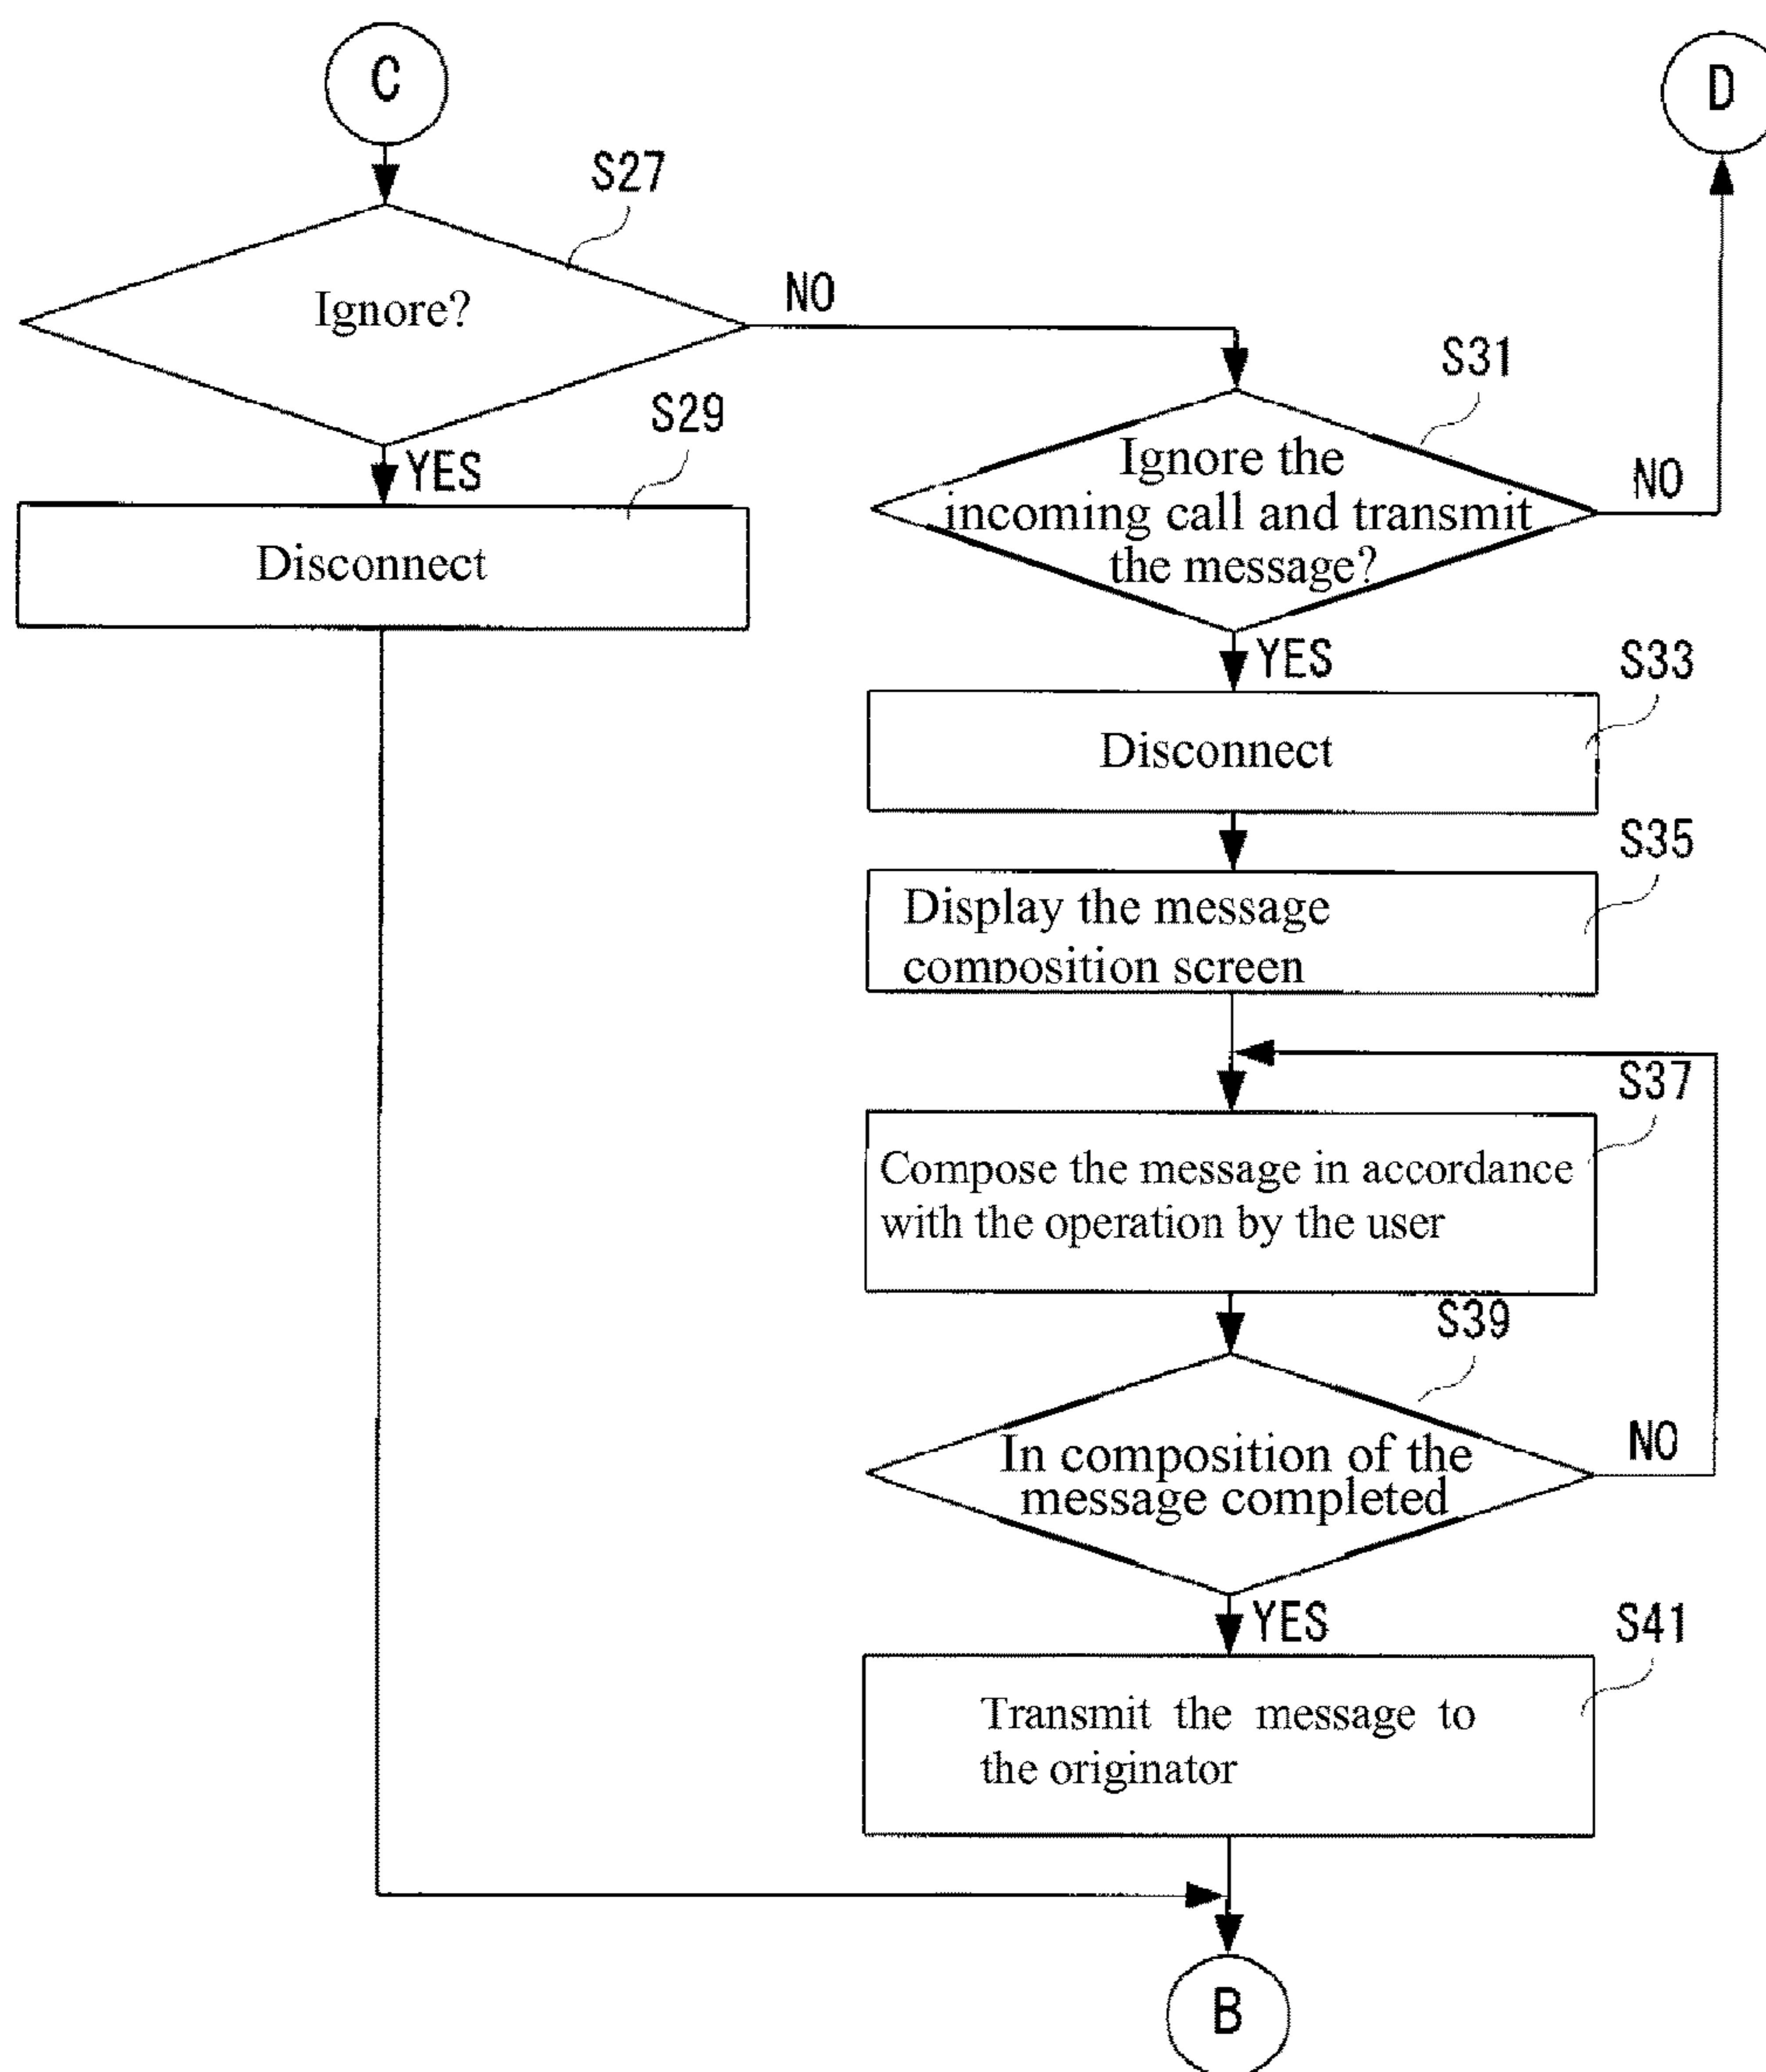 C
D
S27
Ignore?
NO
S29
YES
Disconnect
S31
Ignore the
incoming call and transmit
the message?
NO
YES
S33
Disconnect
S35
Display the message
composition screen
S37
Compose the message in accordance
with the operation by the user
S39
In composition of the
message completed
NO
YES
S41
Transmit the message to
the originator
B